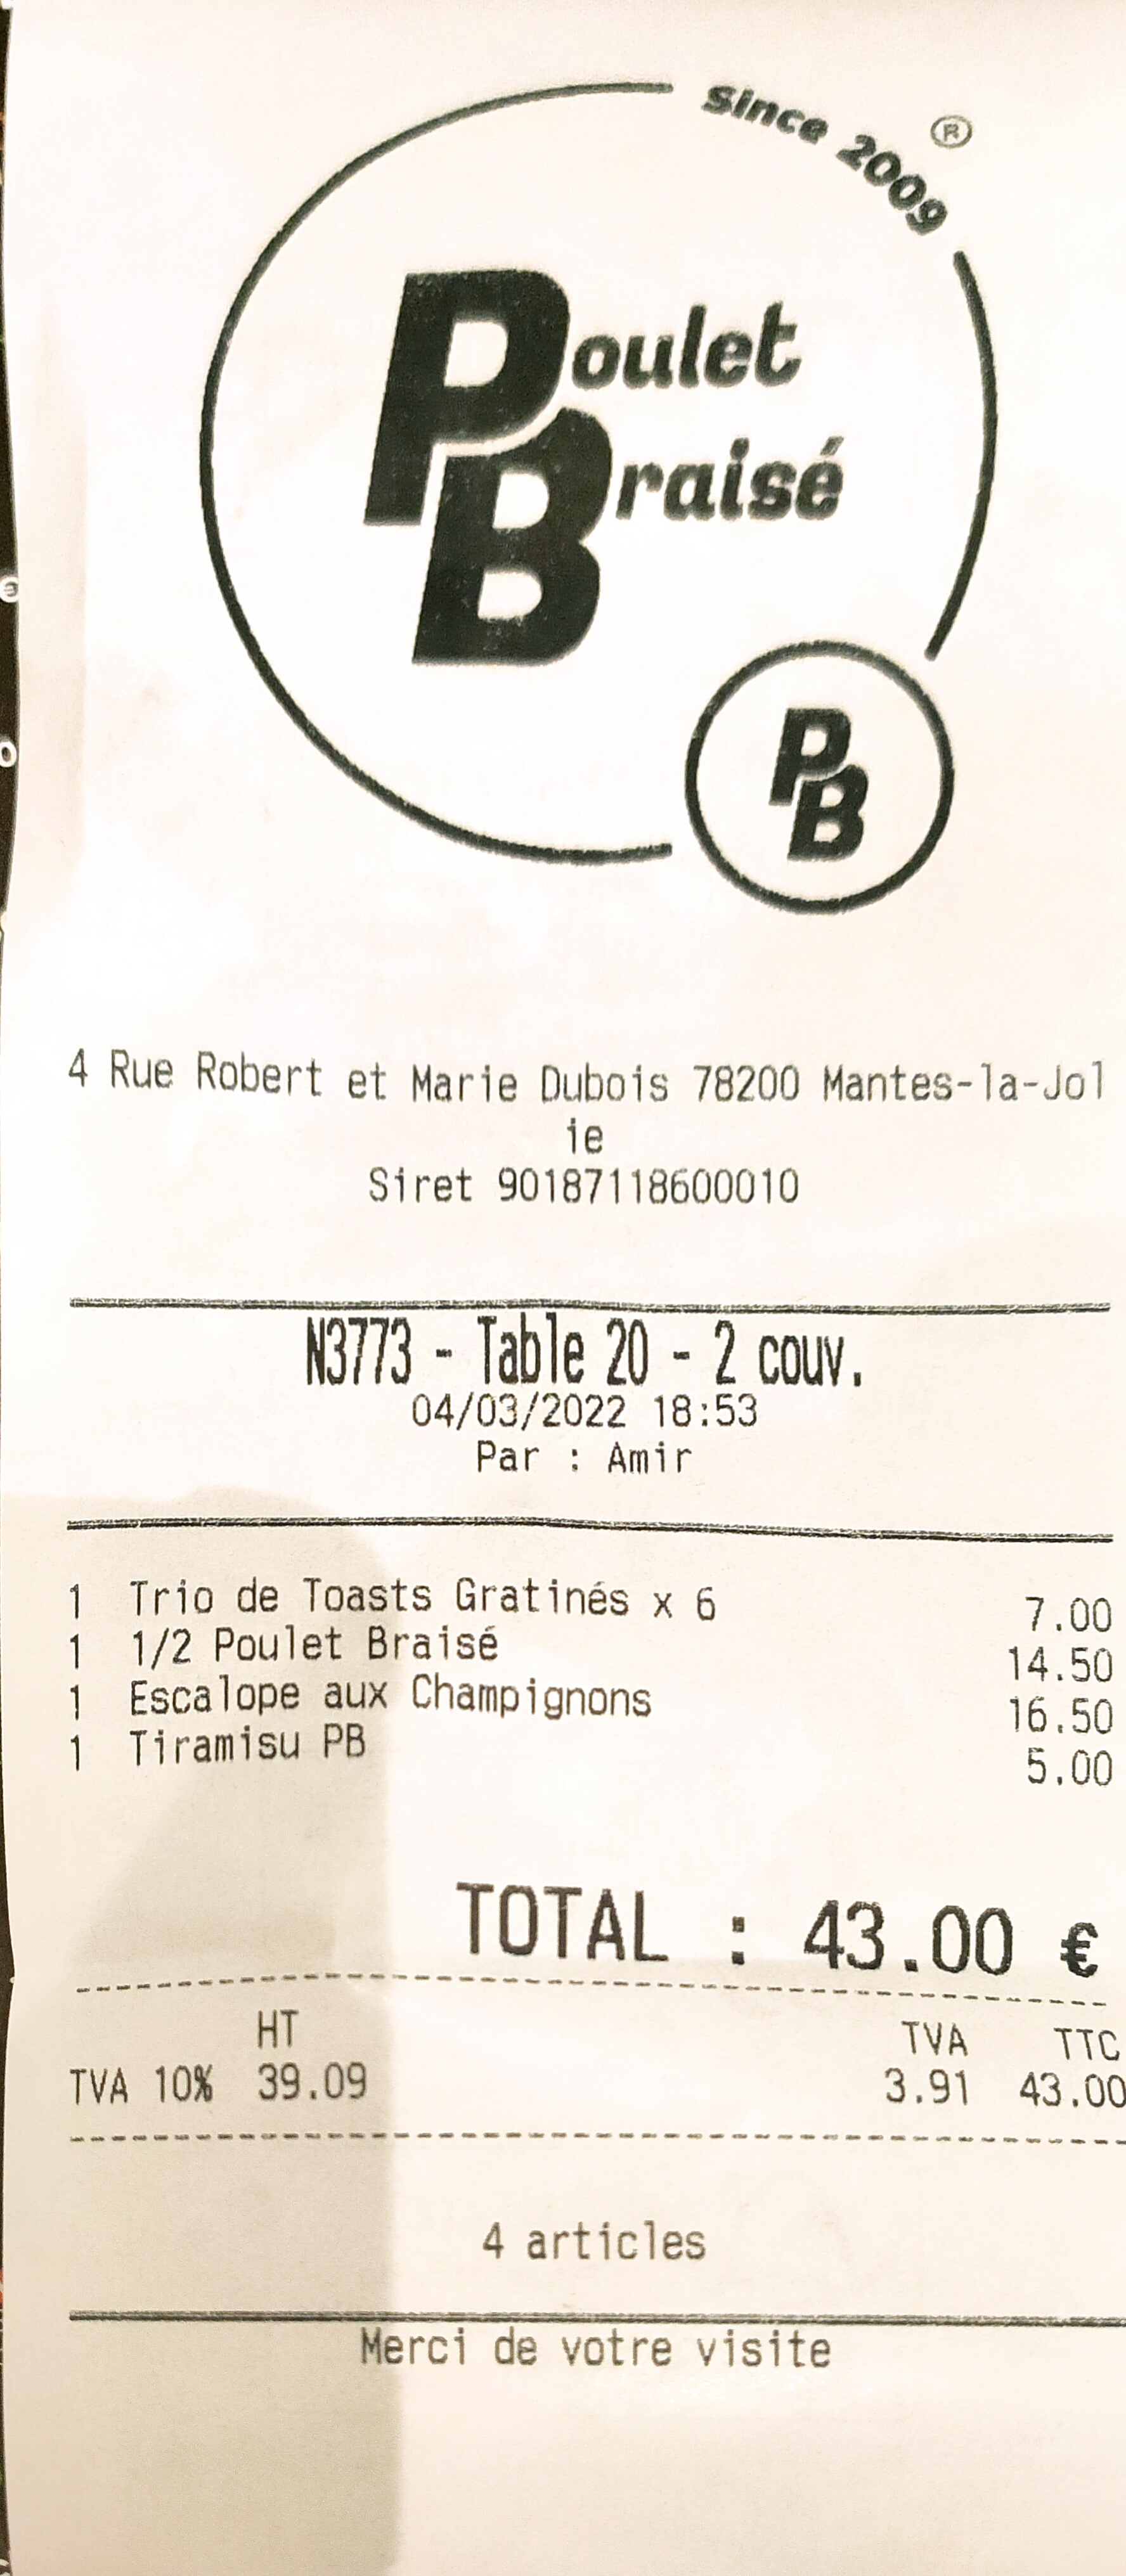 Since 2009 ®
Poulet
Braisé
PB
4 Rue Robert et Marie Dubois 78200 Mantes-la-Jol
ie
Siret 90187118600010
N3773 - Table 20 - 2 couv.
04/03/2022 18:53
Par : Amir
1 Trio de Toasts Gratinés x 6 7.00
1 1/2 Poulet Braisé 14.50
1 Escalope aux Champignons 16.50
1 Tiramisu PB 5.00
TOTAL : 43.00 €
HT TVA TTC
TVA 10% 39.09 3.91 43.00
4 articles
Merci de votre visite